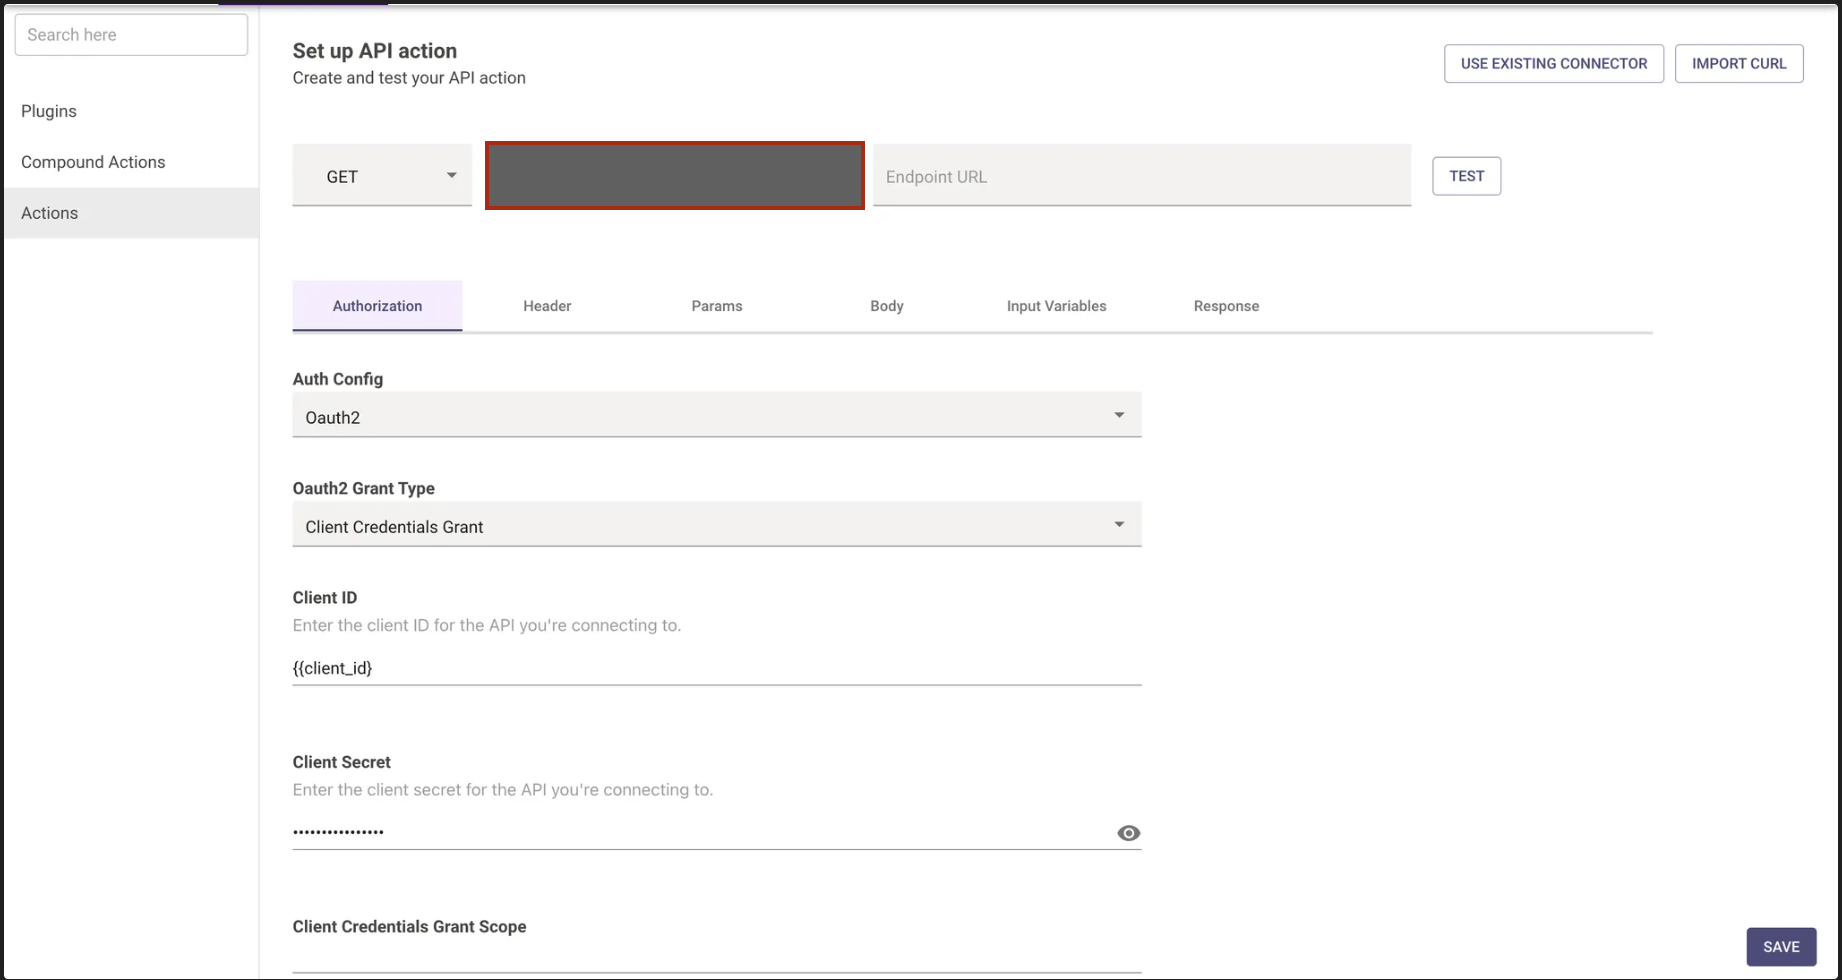 Search here
Plugins
Compound Actions
Actions
Set up API action
Create and test your API action
USE EXISTING CONNECTOR
IMPORT CURL
GET
Endpoint URL
TEST
Authorization
Header
Params
Body
Input Variables
Response
Auth Config
Oauth2
Oauth2 Grant Type
Client Credentials Grant
Client ID
Enter the client ID for the API you're connecting to.
{{client_id}
Client Secret
Enter the client secret for the API you're connecting to.
••••••••••••••••
Client Credentials Grant Scope
SAVE